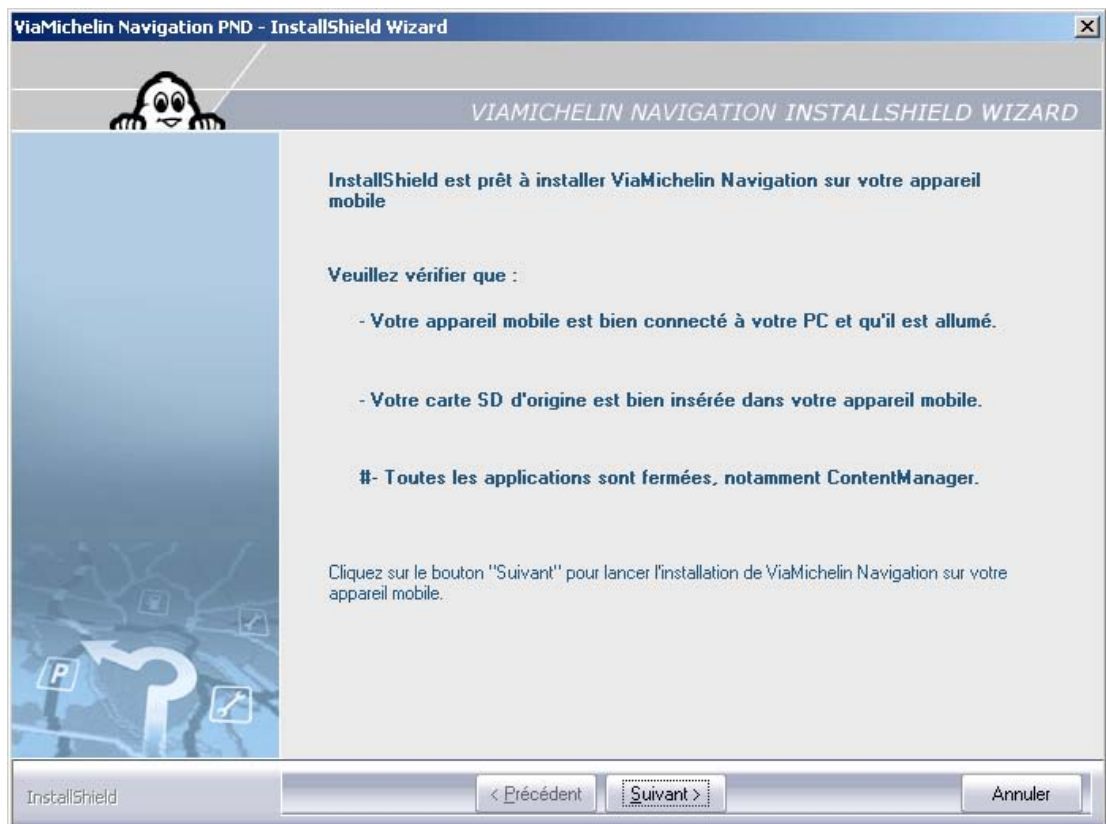 ViaMichelin Navigation PND - InstallShield Wizard
VIAMICHELIN NAVIGATION INSTALLSHIELD WIZARD
InstallShield est prêt à installer ViaMichelin Navigation sur votre appareil
mobile
Veuillez vérifier que :
- Votre appareil mobile est bien connecté à votre PC et qu'il est allumé.
- Votre carte SD d'origine est bien insérée dans votre appareil mobile.
#- Toutes les applications sont fermées, notamment ContentManager.
Cliquez sur le bouton "Suivant" pour lancer l'installation de ViaMichelin Navigation sur votre
appareil mobile.
P
InstallShield
< Précédent
Suivant >
Annuler